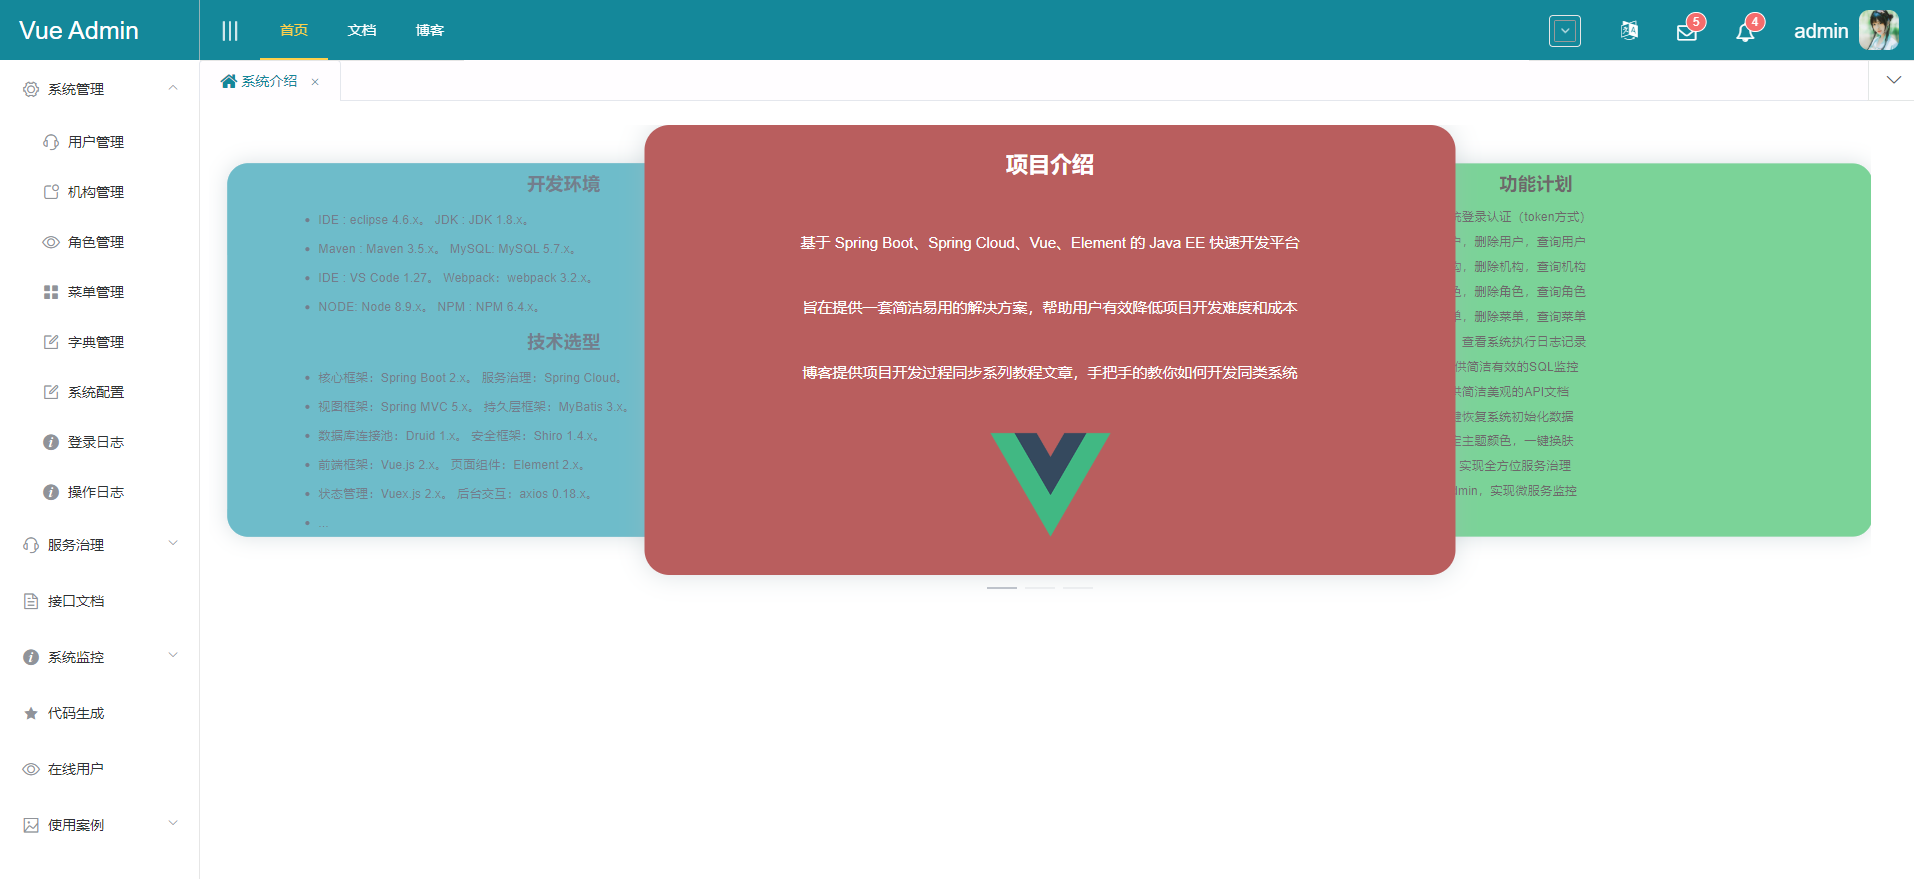 Vue Admin
首页 文档 博客
5
4
admin
系统介绍
系统管理
用户管理
机构管理
角色管理
菜单管理
字典管理
系统配置
登录日志
操作日志
服务治理
接口文档
系统监控
代码生成
在线用户
使用案例
开发环境
IDE : eclipse 4.6.x。 JDK : JDK 1.8.x。
Maven : Maven 3.5.x。 MySQL: MySQL 5.7.x。
IDE : VS Code 1.27。 Webpack：webpack 3.2.x。
NODE: Node 8.9.x。 NPM : NPM 6.4.x。
技术选型
核心框架：Spring Boot 2.x。 服务治理：Spring Cloud。
视图框架：Spring MVC 5.x。 持久层框架：MyBatis 3.x。
数据库连接池：Druid 1.x。 安全框架：Shiro 1.4.x。
前端框架：Vue.js 2.x。 页面组件：Element 2.x。
状态管理：Vuex.js 2.x。 后台交互：axios 0.18.x。
...
项目介绍
基于 Spring Boot、Spring Cloud、Vue、Element 的 Java EE 快速开发平台
旨在提供一套简洁易用的解决方案，帮助用户有效降低项目开发难度和成本
博客提供项目开发过程同步系列教程文章，手把手的教你如何开发同类系统
功能计划
登录认证（token方式）
，删除用户，查询用户
，删除机构，查询机构
，删除角色，查询角色
，删除菜单，查询菜单
查看系统执行日志记录
供简洁有效的SQL监控
供简洁美观的API文档
恢复系统初始化数据
主题颜色，一键换肤
实现全方位服务治理
dmin，实现微服务监控